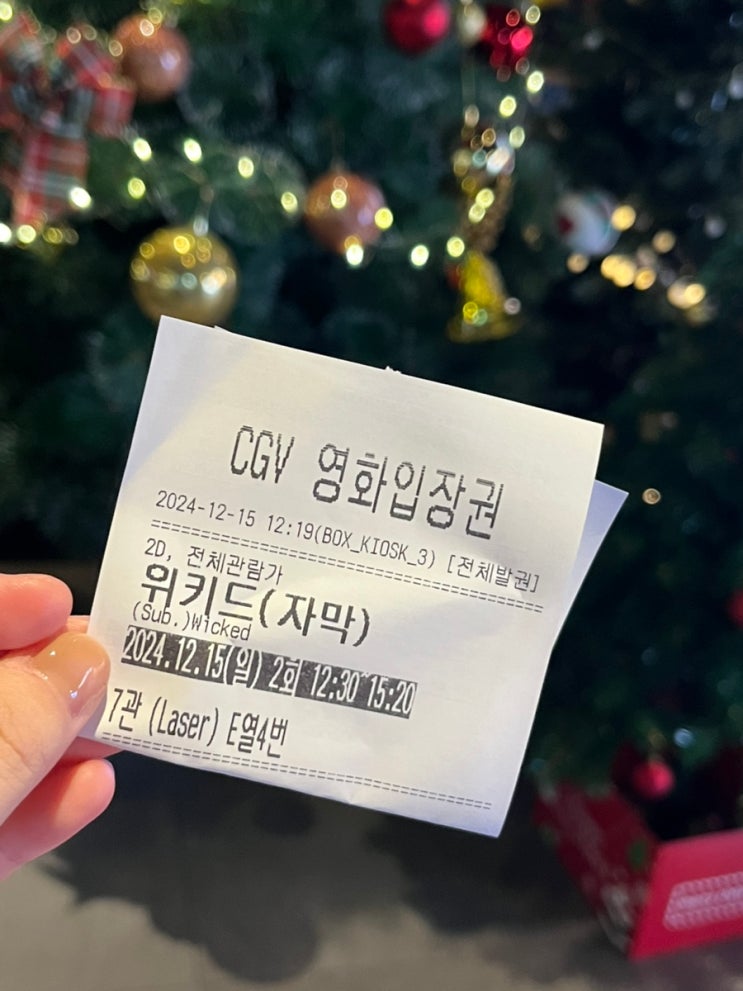 CGV 영화입장권
2024-12-15 12:19(BOX_KIOSK_3) [전체발권]
2D, 전체관람가
위키드(자막)
(Sub.)Wicked
2024.12.15(일) 2회 12:30~15:20
7관 (Laser) E열4번